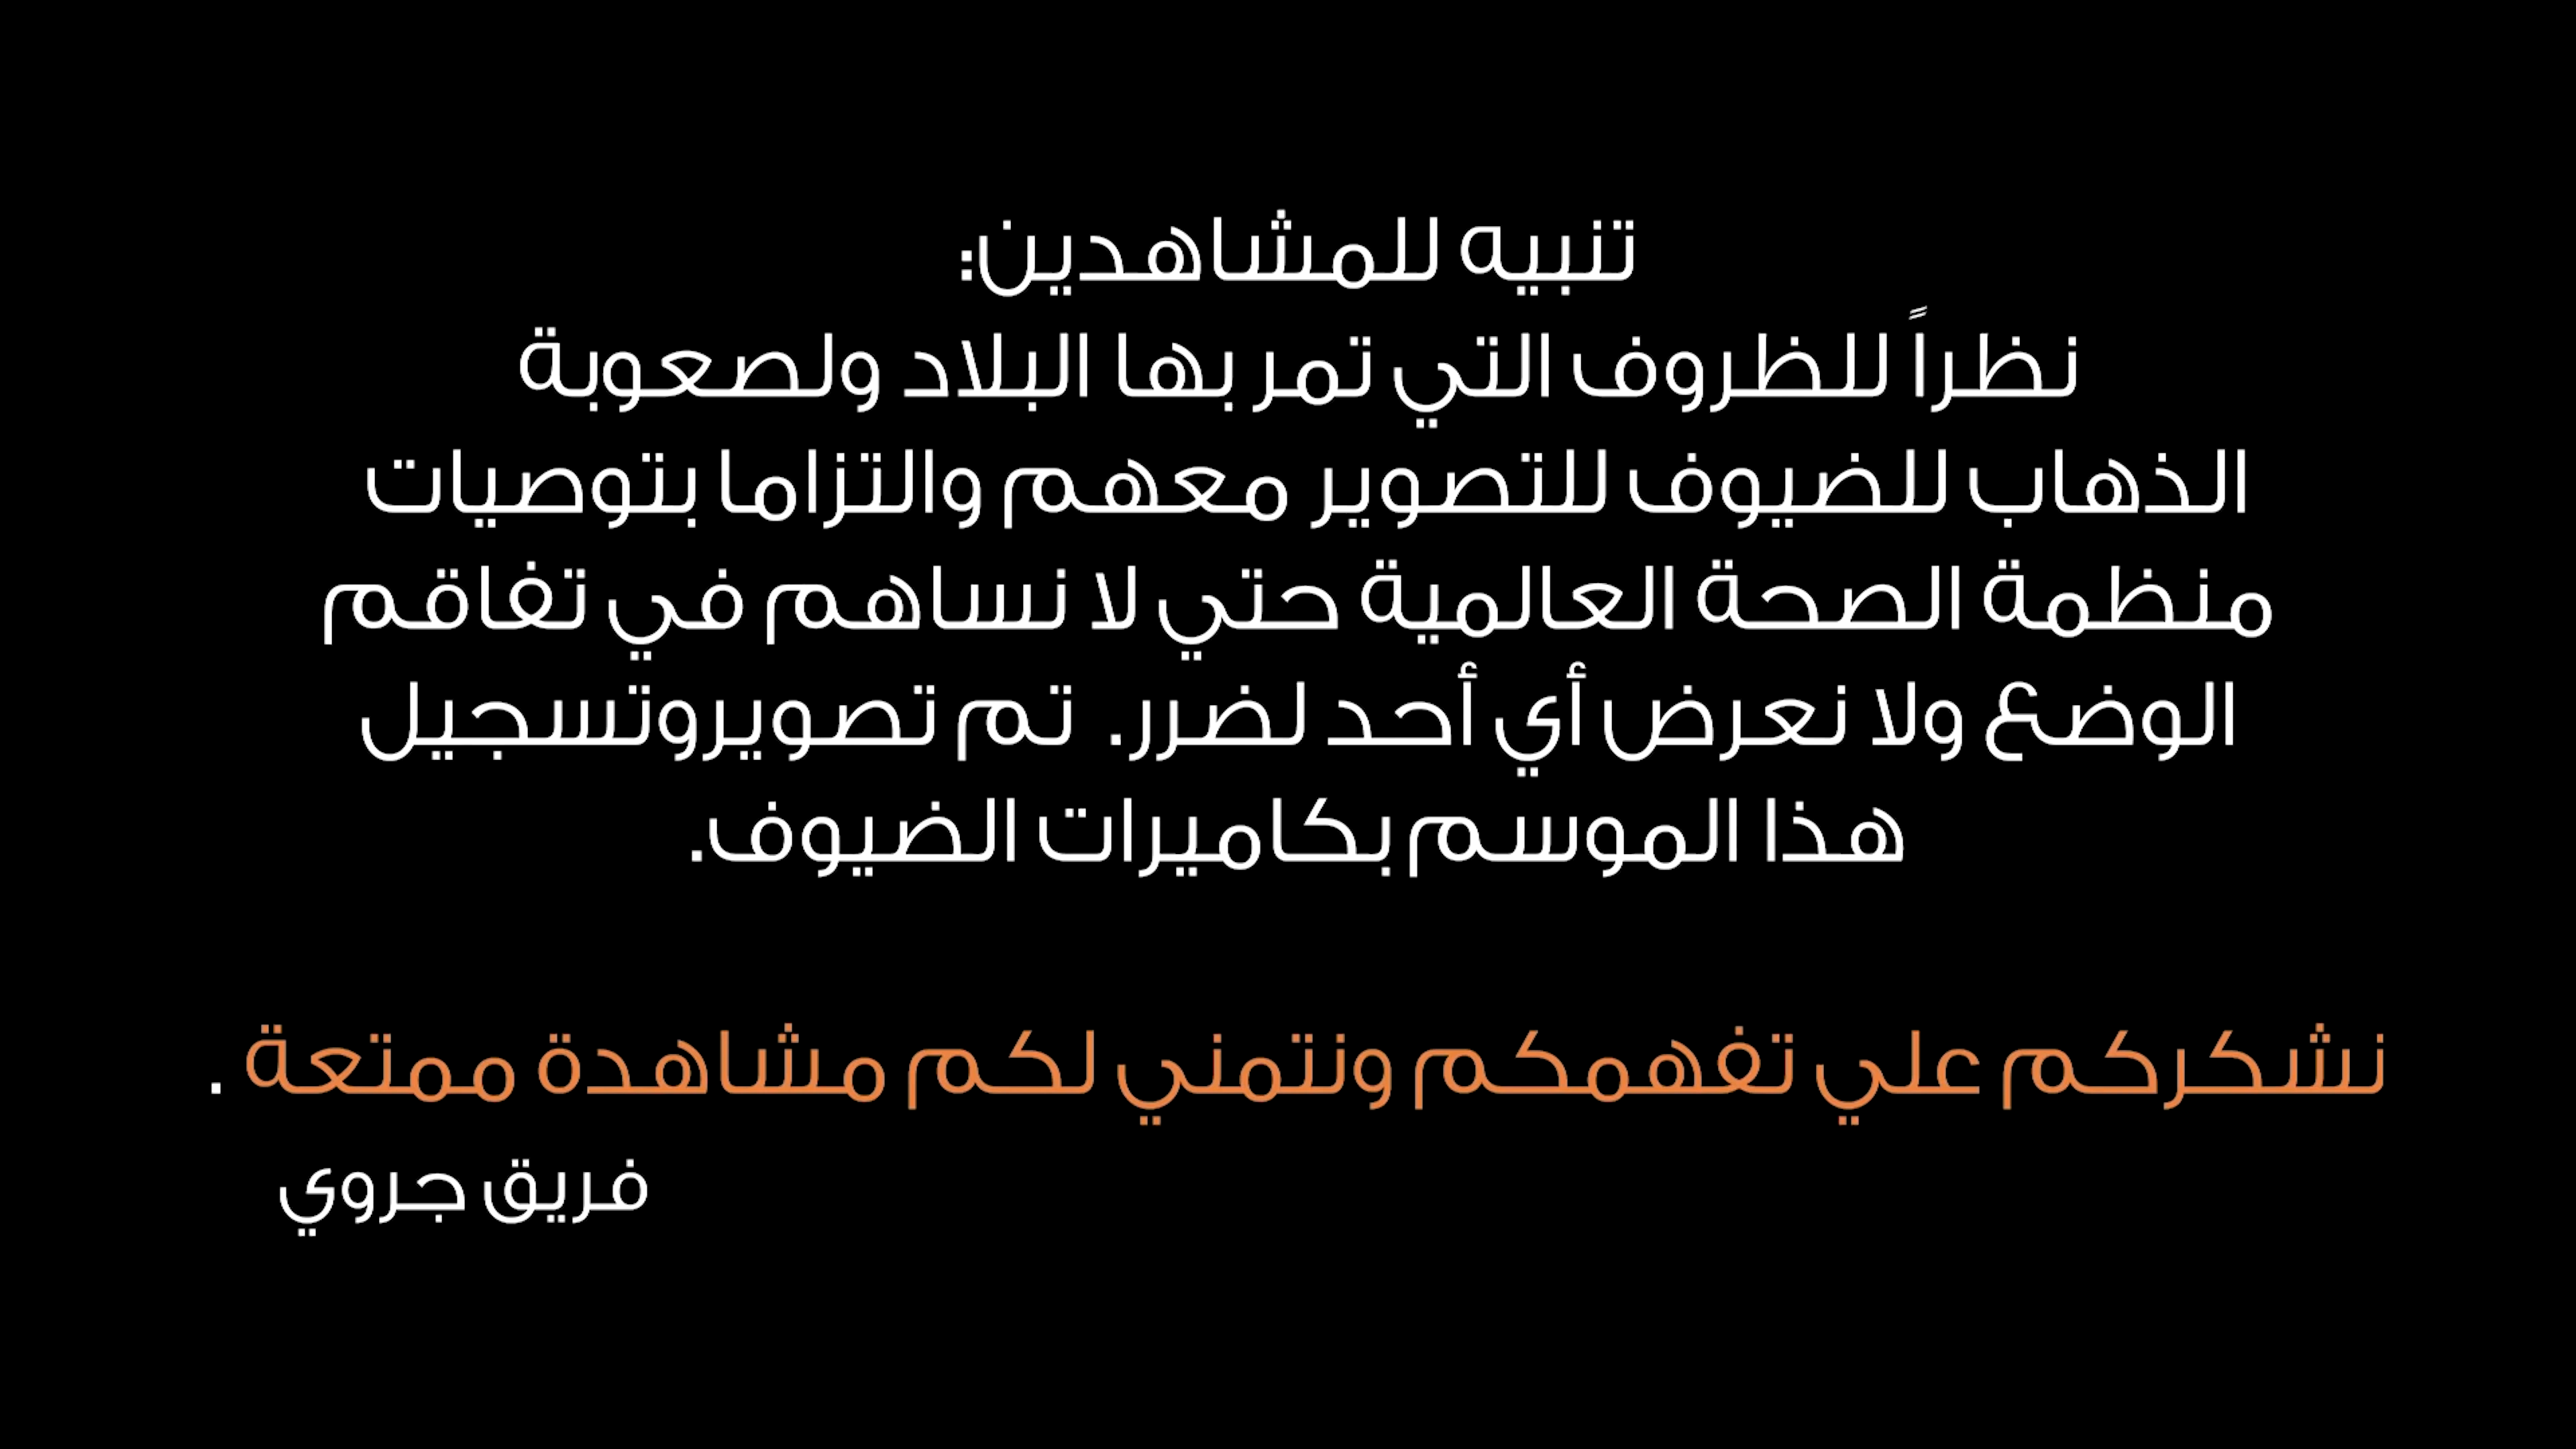 تنبيه للمشاهدين:
نظراً للظروف التي تمر بها البلاد ولصعوبة
الذهاب للضيوف للتصوير معهم والتزاما بتوصيات
منظمة الصحة العالمية حتي لا نساهم في تفاقم
الوضع ولا نعرض أي أحد لضرر. تم تصويروتسجيل
هذا الموسم بكاميرات الضيوف.
نشكركم علي تفهمكم ونتمني لكم مشاهدة ممتعة .
فريق جروي